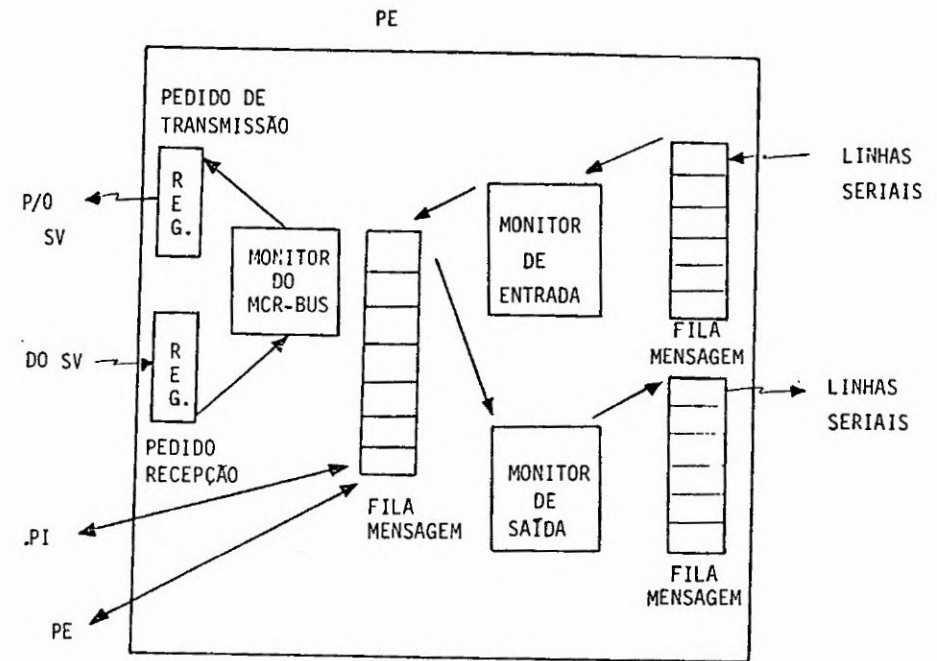 PE
PEDIDO DE
TRANSMISSÃO
R
E
G.
P/O
SV
MONITOR
DO
MCR-BUS
DO SV
R
E
G.
PEDIDO
RECEPÇÃO
.PI
PE
FILA
MENSAGEM
MONITOR
DE
ENTRADA
FILA
MENSAGEM
LINHAS
SERIAIS
MONITOR
DE
SAÍDA
FILA
MENSAGEM
LINHAS
SERIAIS